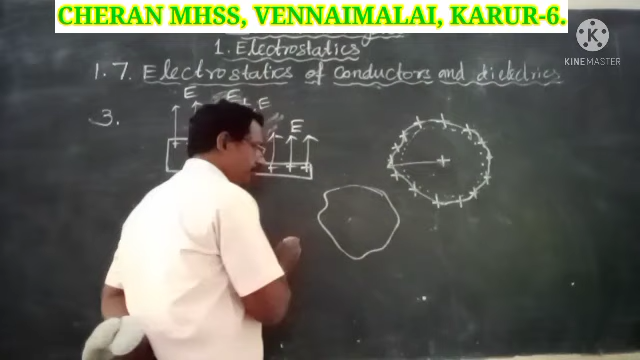 CHERAN MHSS, VENNAIMALAI, KARUR-6.
K
KINEMASTER
1. Electrostatics
1.7. Electrostatics of conductors and dielectrics
3.
E
E
E
E